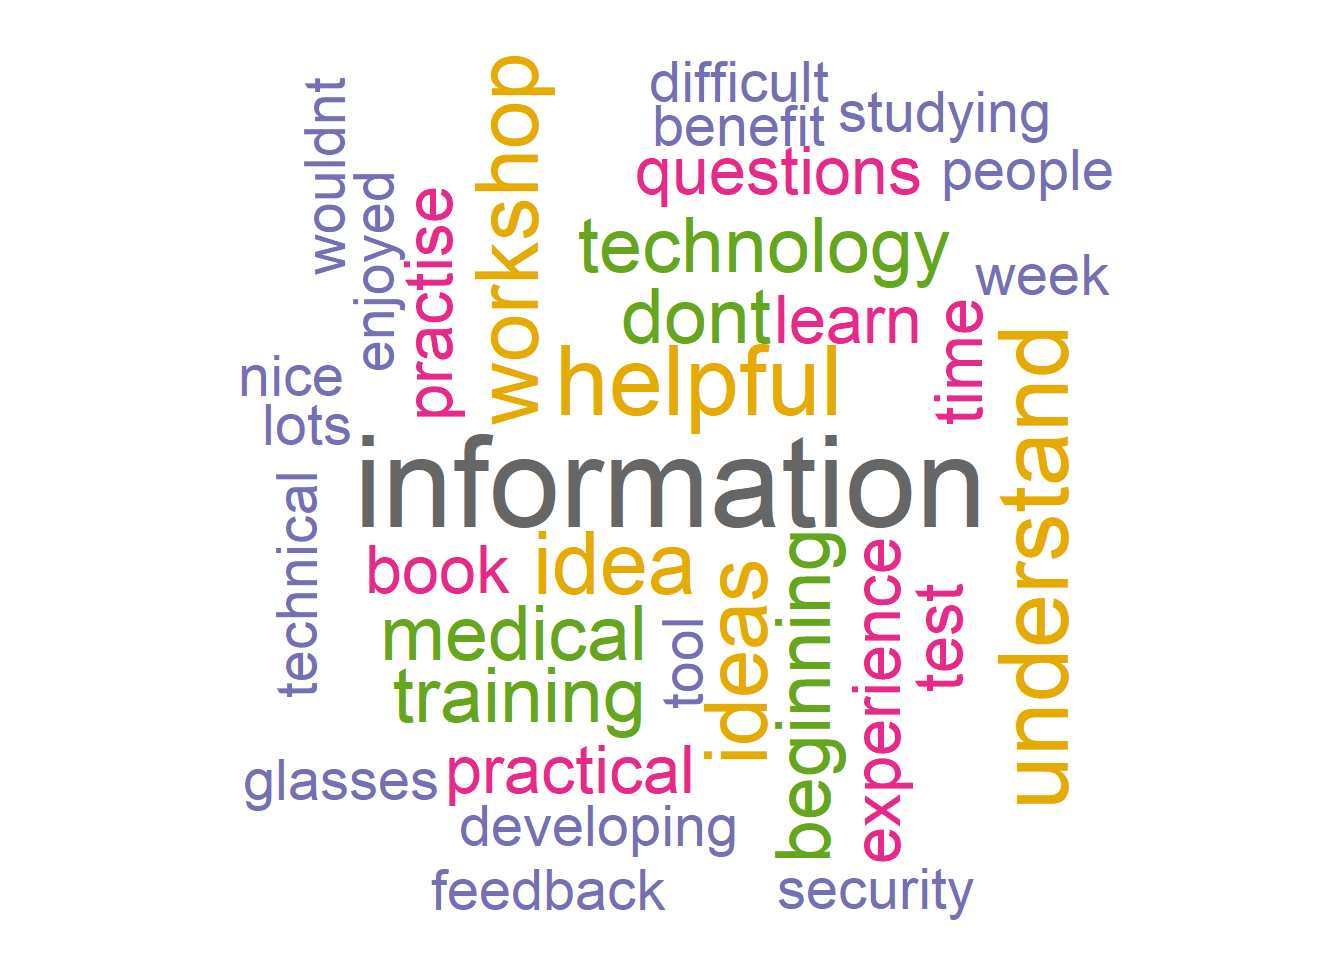 difficult
benefit
studying
questions
people
wouldnt
enjoyed
practise
workshop
technology
week
dont
learn
time
helpful
understand
nice
lots
information
technical
book
idea
ideas
beginning
experience
test
medical
tool
training
glasses
practical
developing
feedback
security